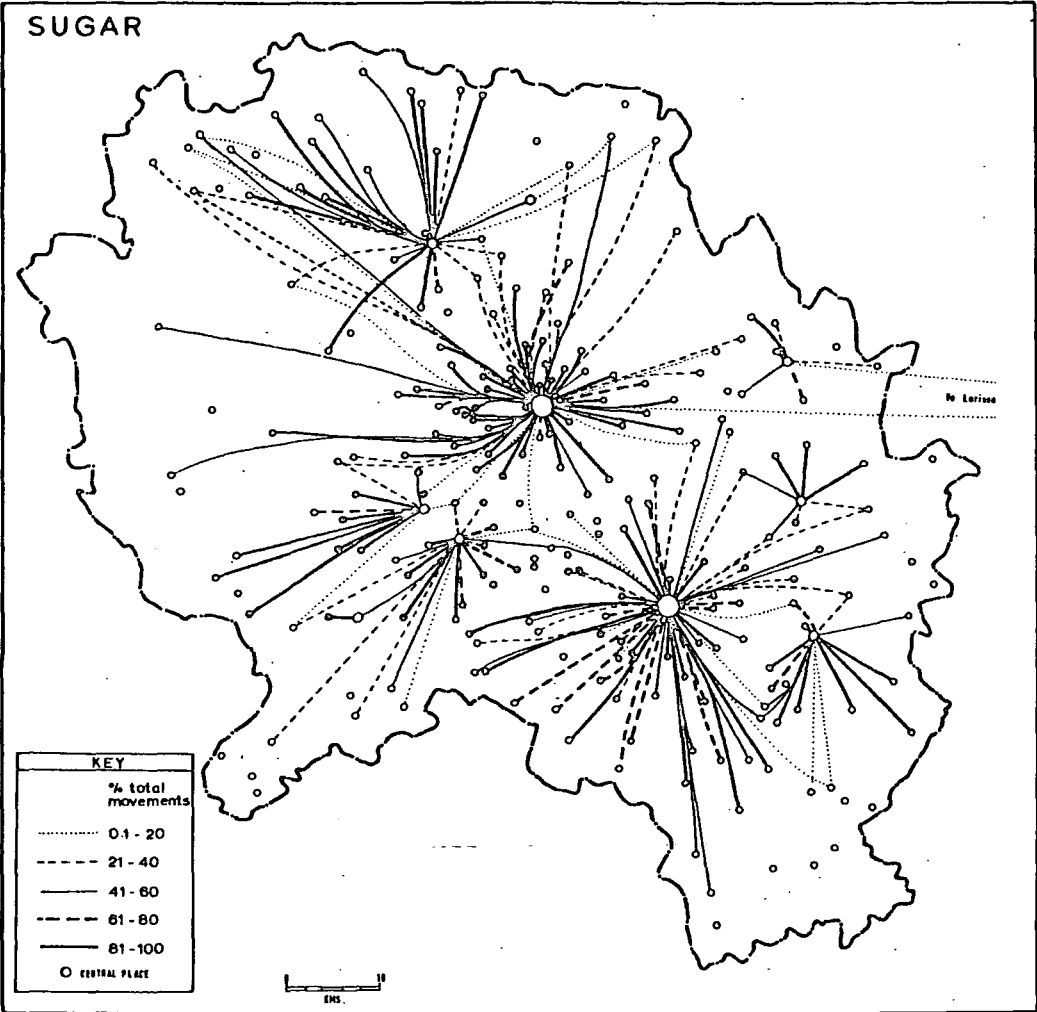 SUGAR
To Larissa
KEY
% total
movements
0.1 - 20
21 - 40
41 - 60
61 - 80
81 - 100
CENTRAL PLACE
0 10
KMS.